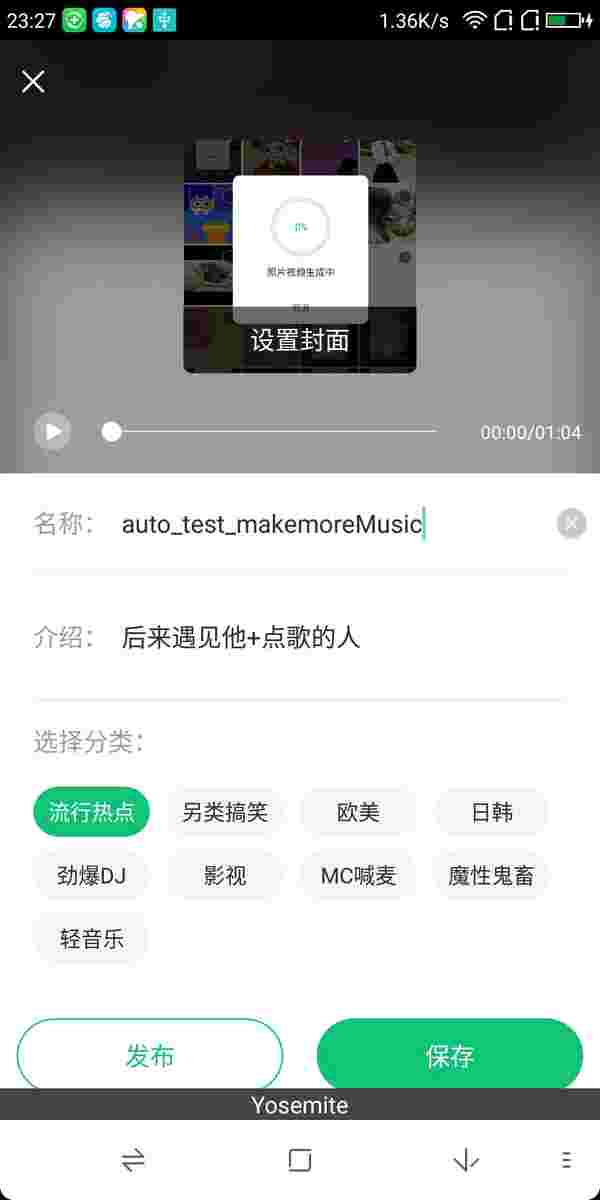 23:27 1.36K/s
0%
照片视频生成中
取消
设置封面
00:00/01:04
名称： auto_test_makemoreMusic
介绍： 后来遇见他+点歌的人
选择分类：
流行热点 另类搞笑 欧美 日韩
劲爆DJ 影视 MC喊麦 魔性鬼畜
轻音乐
发布 保存
Yosemite